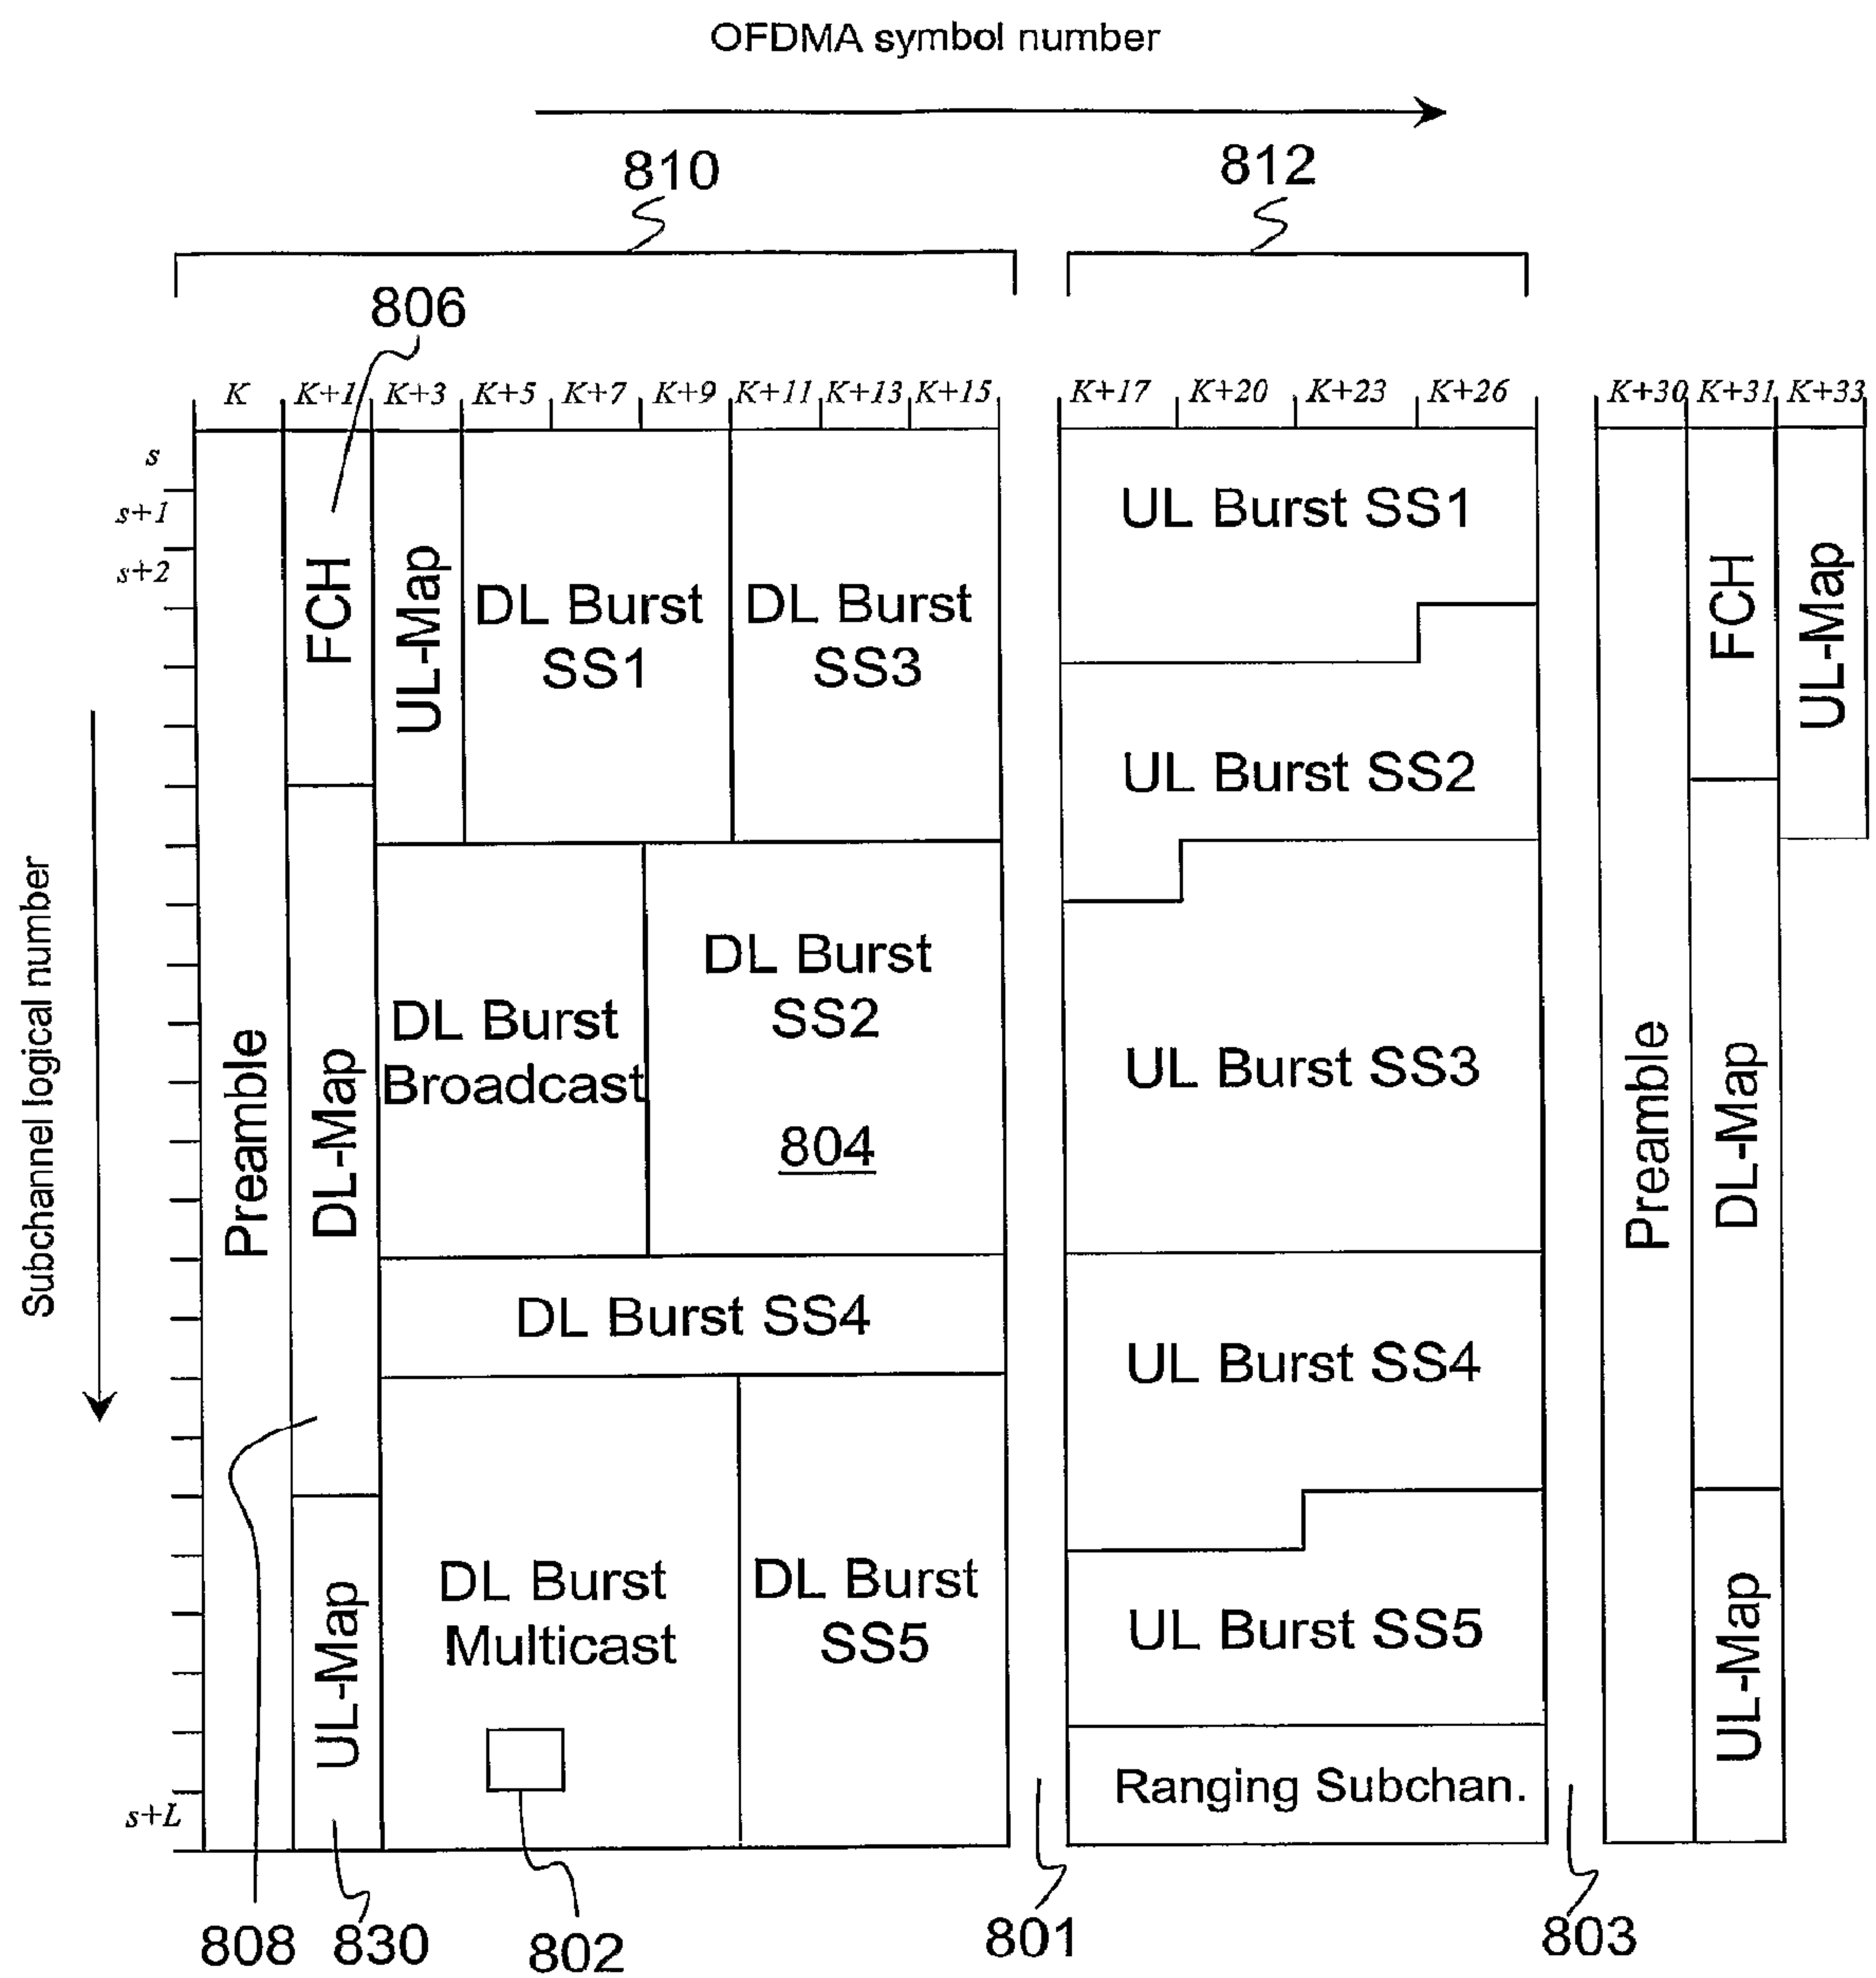 OFDMA symbol number
810
812
806
K K+1 K+3 K+5 K+7 K+9 K+11 K+13 K+15 K+17 K+20 K+23 K+26 K+30 K+31 K+33
s
s+1
s+2
s+L
Subchannel logical number
Preamble
FCH
DL-Map
UL-Map
UL-Map
DL Burst
SS1
DL Burst
SS3
DL Burst
Broadcast
DL Burst
SS2
804
DL Burst SS4
DL Burst
Multicast
DL Burst
SS5
UL Burst SS1
UL Burst SS2
UL Burst SS3
UL Burst SS4
UL Burst SS5
Ranging Subchan.
Preamble
FCH
DL-Map
UL-Map
UL-Map
808
830
802
801
803